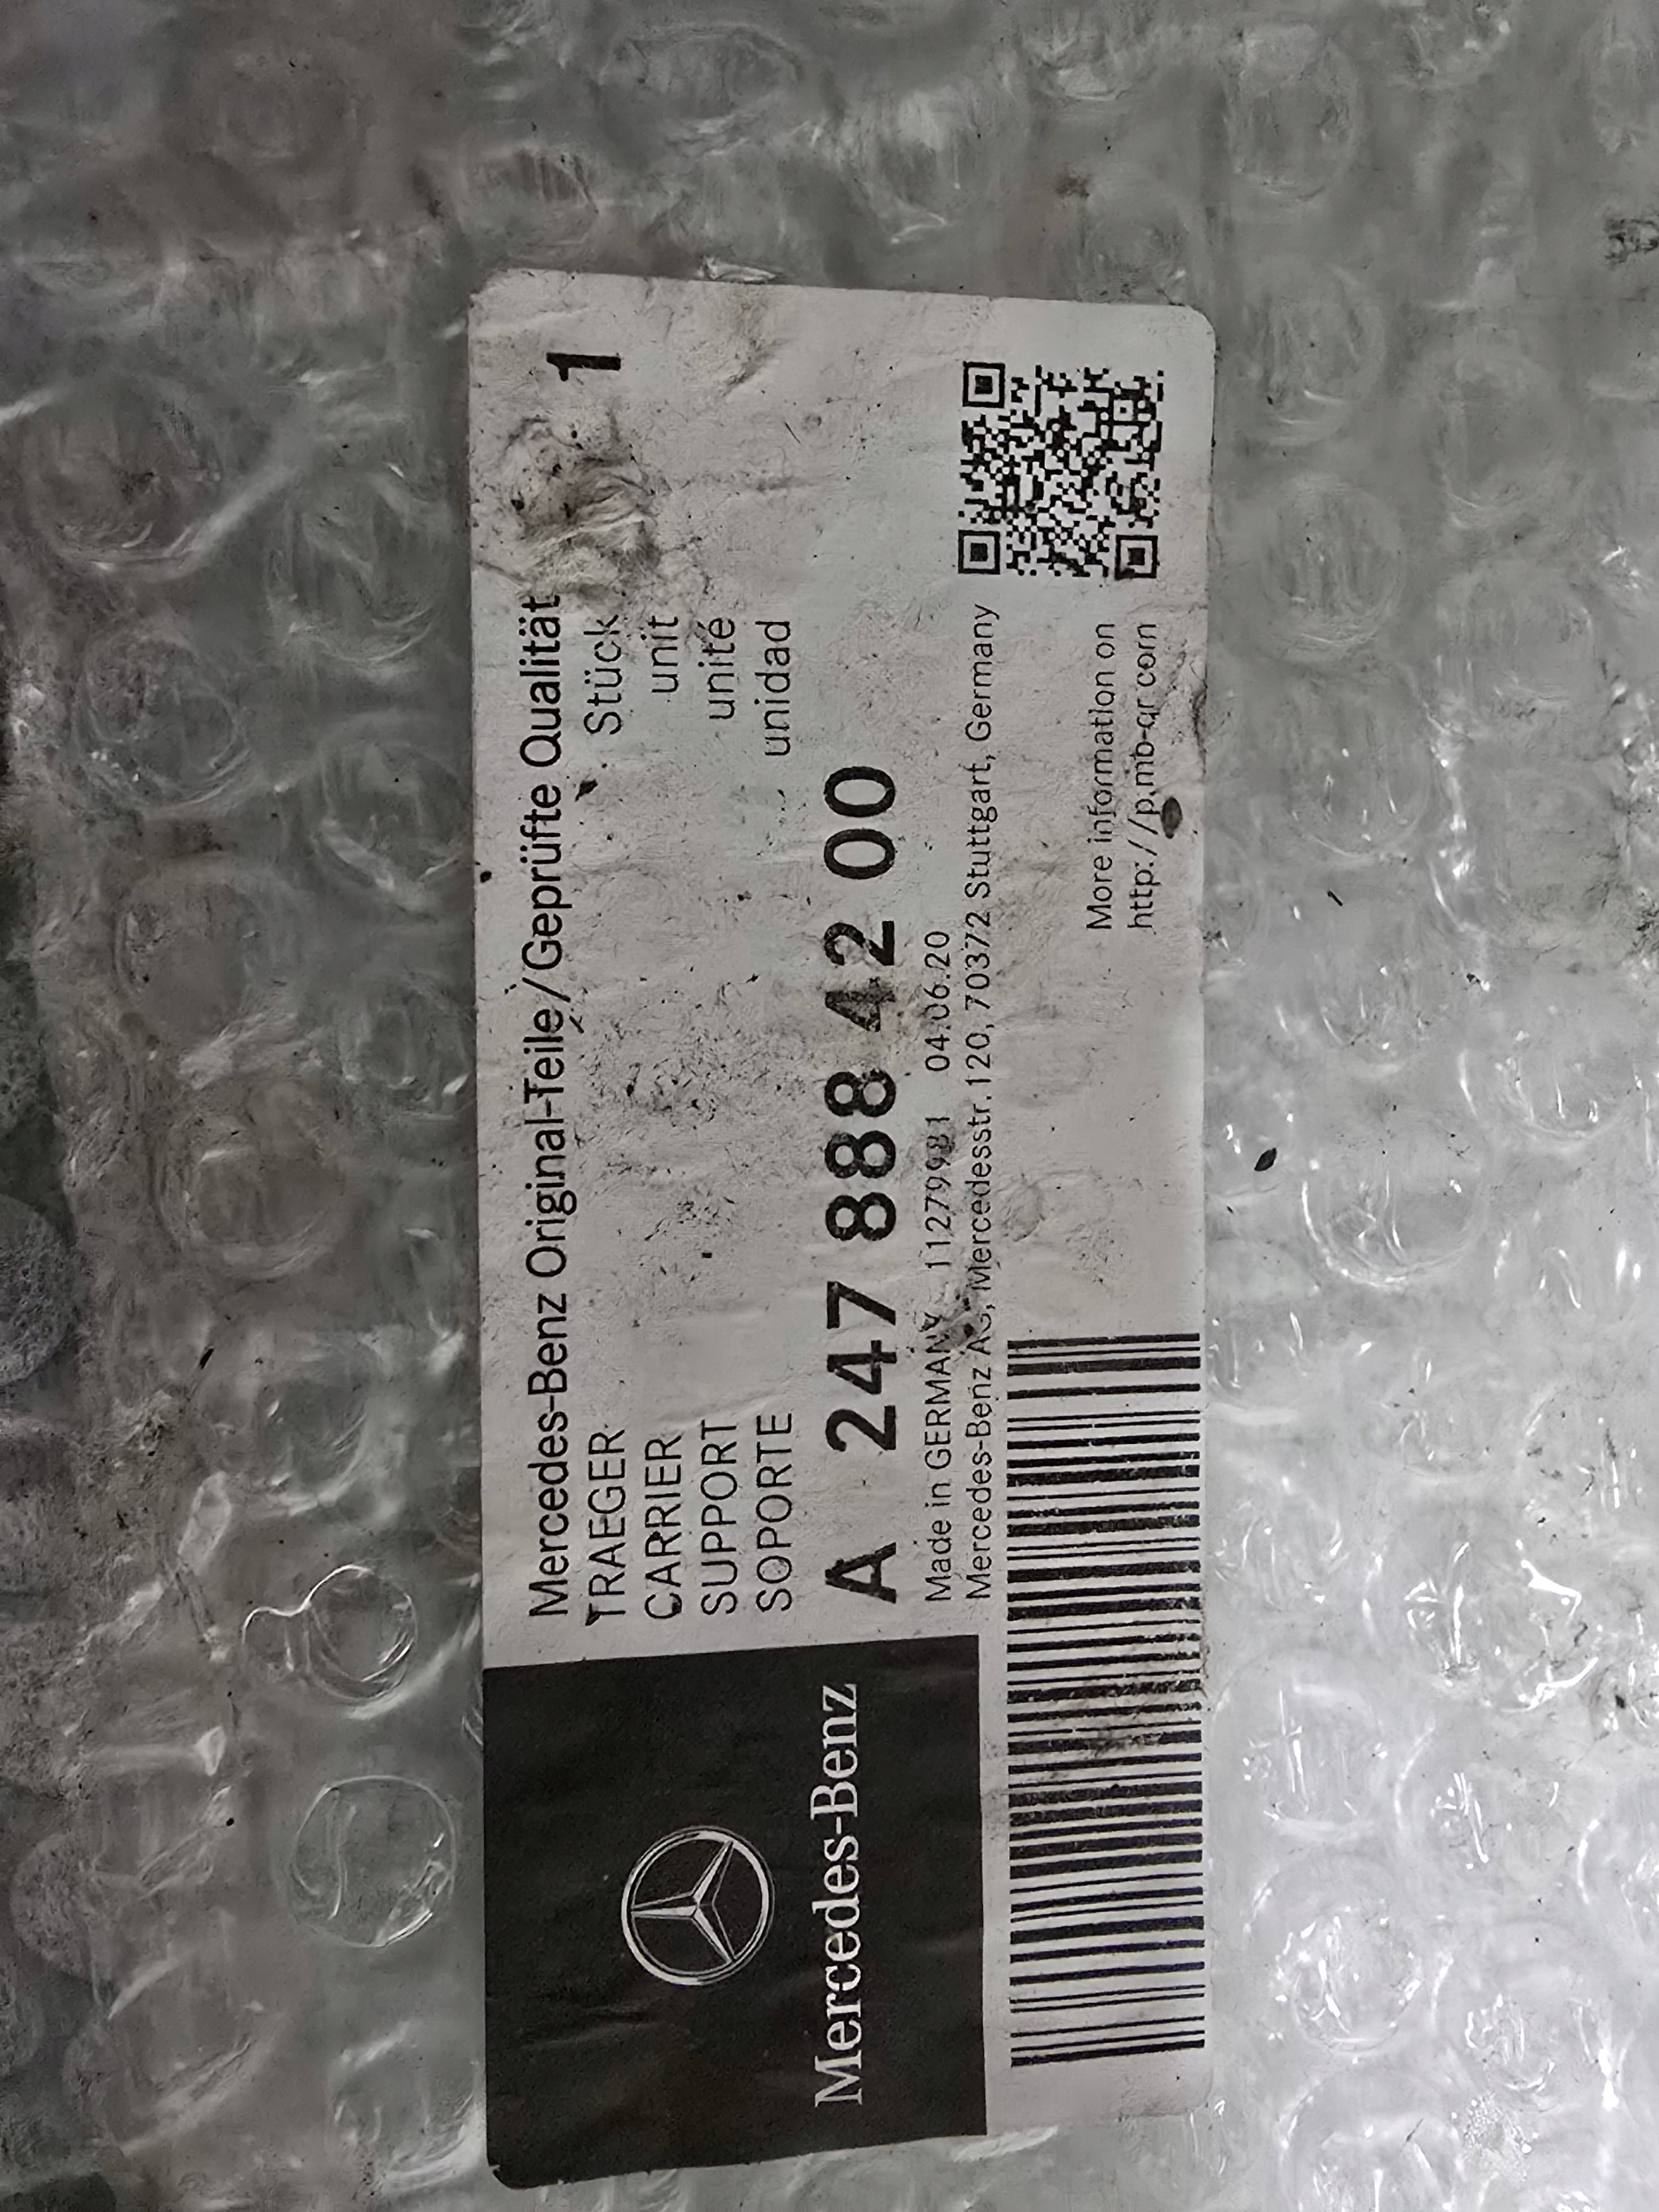 Mercedes-Benz Original-Teile/Geprüfte Qualität
TRAEGER Stück 1
CARRIER unit
SUPPORT unité
SOPORTE unidad
A 247 888 42 00
Made in GERMANY 11279981 04.06.20
Mercedes-Benz AG, Mercedesstr. 120, 70372 Stuttgart, Germany
More information on
http://p.mb-qr.com
Mercedes-Benz